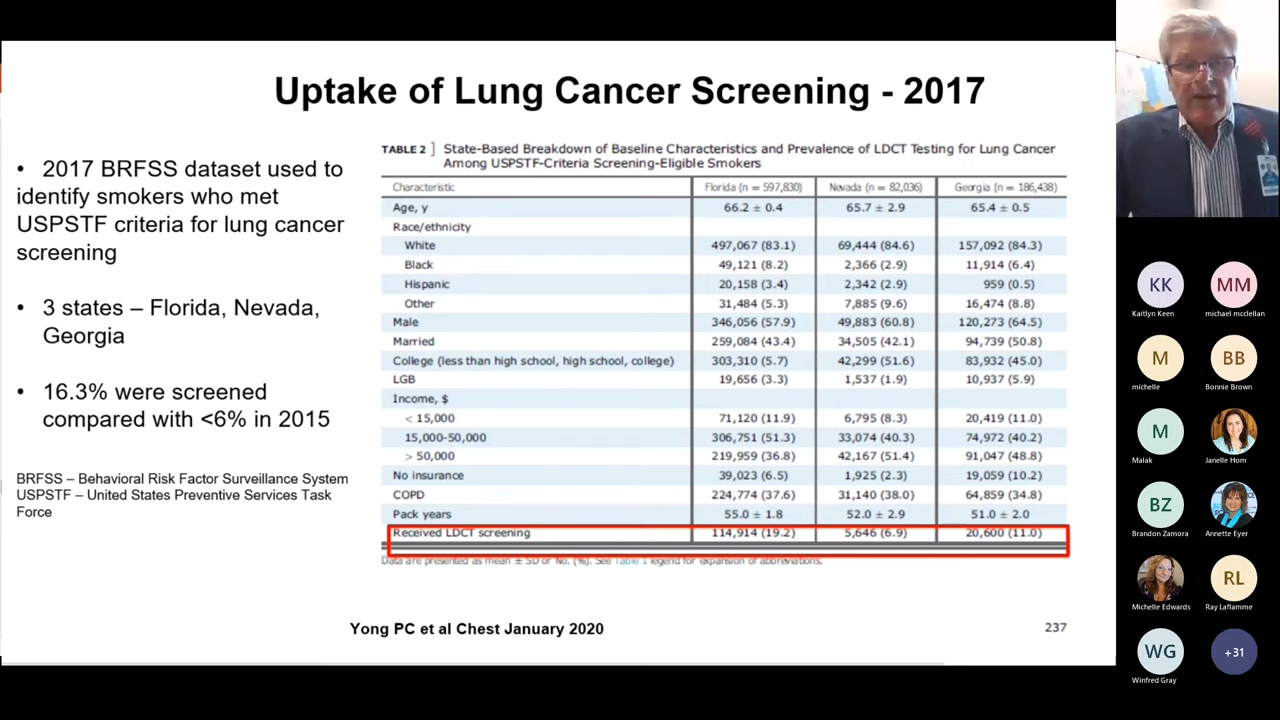 Uptake of Lung Cancer Screening - 2017
• 2017 BRFSS dataset used to
identify smokers who met
USPSTF criteria for lung cancer
screening
• 3 states – Florida, Nevada,
Georgia
• 16.3% were screened
compared with <6% in 2015
BRFSS – Behavioral Risk Factor Surveillance System
USPSTF – United States Preventive Services Task
Force
TABLE 2 ] State-Based Breakdown of Baseline Characteristics and Prevalence of LDCT Testing for Lung Cancer
Among USPSTF-Criteria Screening-Eligible Smokers
Characteristic Florida (n = 597,830) Nevada (n = 82,036) Georgia (n = 186,438)
Age, y 66.2 ± 0.4 65.7 ± 2.9 65.4 ± 0.5
Race/ethnicity
White 497,067 (83.1) 69,444 (84.6) 157,092 (84.3)
Black 49,121 (8.2) 2,366 (2.9) 11,914 (6.4)
Hispanic 20,158 (3.4) 2,342 (2.9) 959 (0.5)
Other 31,484 (5.3) 7,885 (9.6) 16,474 (8.8)
Male 346,056 (57.9) 49,883 (60.8) 120,273 (64.5)
Married 259,084 (43.4) 34,505 (42.1) 94,739 (50.8)
College (less than high school, high school, college) 303,310 (5.7) 42,299 (51.6) 83,932 (45.0)
LGB 19,656 (3.3) 1,537 (1.9) 10,937 (5.9)
Income, $
< 15,000 71,120 (11.9) 6,795 (8.3) 20,419 (11.0)
15,000-50,000 306,751 (51.3) 33,074 (40.3) 74,972 (40.2)
> 50,000 219,959 (36.8) 42,167 (51.4) 91,047 (48.8)
No insurance 39,023 (6.5) 1,925 (2.3) 19,059 (10.2)
COPD 224,774 (37.6) 31,140 (38.0) 64,859 (34.8)
Pack years 55.0 ± 1.8 52.0 ± 2.9 51.0 ± 2.0
Received LDCT screening 114,914 (19.2) 5,646 (6.9) 20,600 (11.0)
Data are presented as mean ± SD or No. (%). See Table 1 legend for expansion of abbreviations.
Yong PC et al Chest January 2020
237
KK MM
Kaitlyn Keen michael mcclellan
M BB
michelle Bonnie Brown
M
Malak Janelle Hom
BZ
Brandon Zamora Annette Eyer
RL
Michelle Edwards Ray Laflamme
WG +31
Winfred Gray